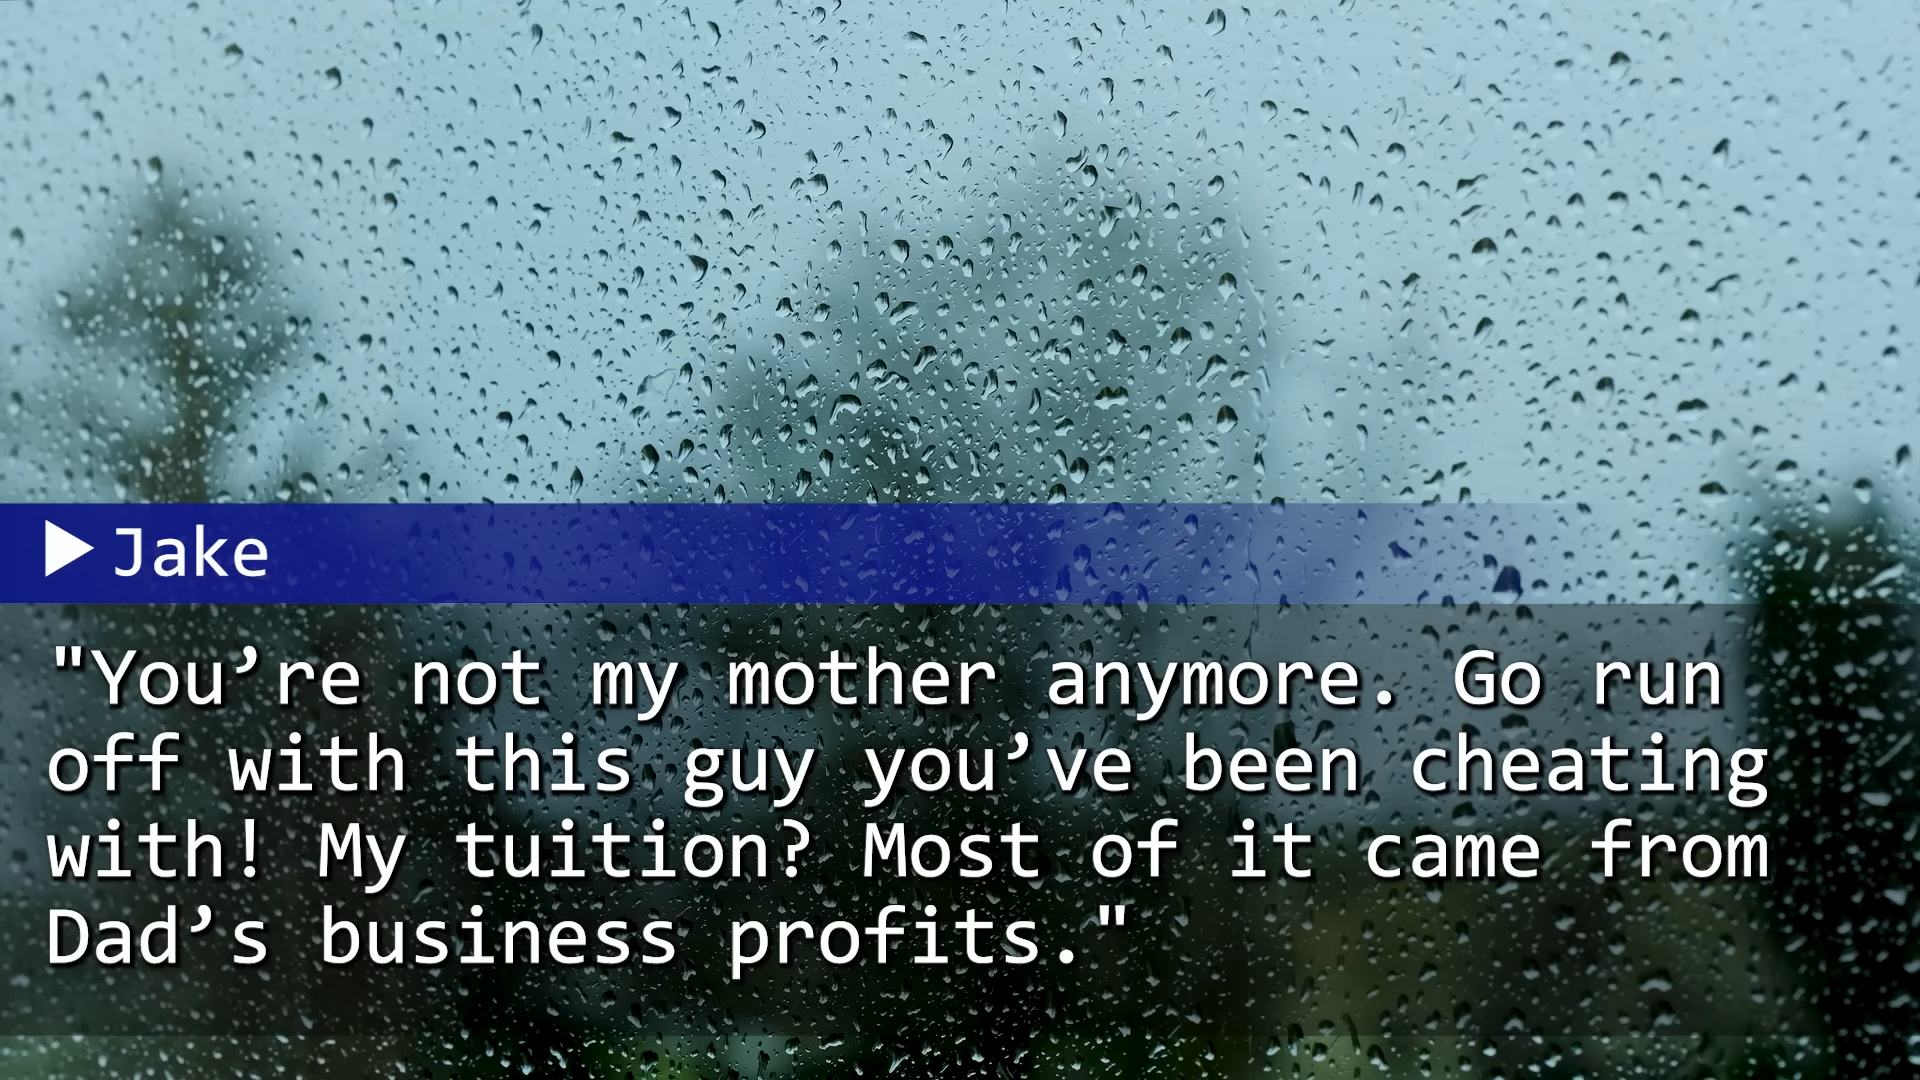 Jake
"You’re not my mother anymore. Go run
off with this guy you’ve been cheating
with! My tuition? Most of it came from
Dad’s business profits."